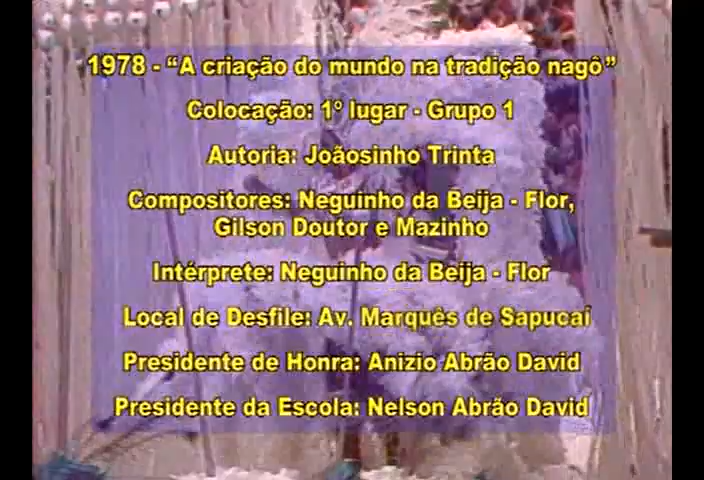 1978 - “A criação do mundo na tradição nagô”
Colocação: 1º lugar - Grupo 1
Autoria: Joãosinho Trinta
Compositores: Neguinho da Beija - Flor,
Gilson Doutor e Mazinho
Intérprete: Neguinho da Beija - Flor
Local de Desfile: Av. Marquês de Sapucaí
Presidente de Honra: Anizio Abrão David
Presidente da Escola: Nelson Abrão David